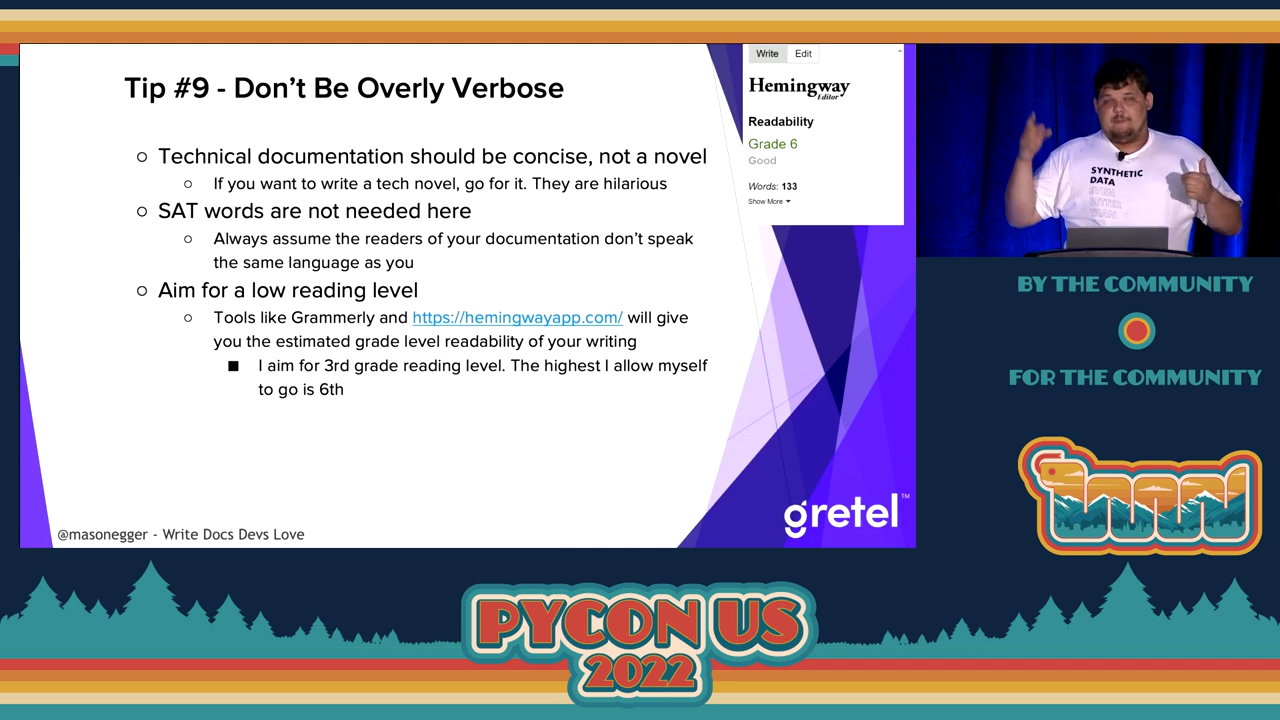 Tip #9 - Don’t Be Overly Verbose
○ Technical documentation should be concise, not a novel
○ If you want to write a tech novel, go for it. They are hilarious
○ SAT words are not needed here
○ Always assume the readers of your documentation don’t speak
the same language as you
○ Aim for a low reading level
○ Tools like Grammerly and https://hemingwayapp.com/ will give
you the estimated grade level readability of your writing
■ I aim for 3rd grade reading level. The highest I allow myself
to go is 6th
@masonegger - Write Docs Devs Love
Write Edit
Hemingway
Editor
Readability
Grade 6
Good
Words: 133
Show More
gretel™
SYNTHETIC
DATA
EVEN
BETTER
THAN
BY THE COMMUNITY
FOR THE COMMUNITY
PYCON US
2022